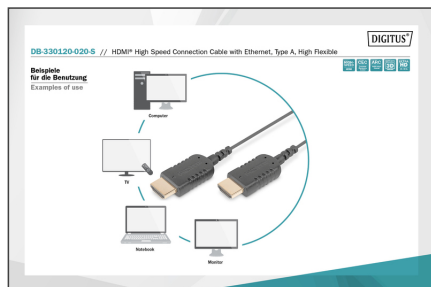 DIGITUS®
DB-330120-020-S // HDMI® High Speed Connection Cable with Ethernet, Type A, High Flexible
Beispiele
für die Benutzung
Examples of use
Computer
TV
Notebook
Monitor